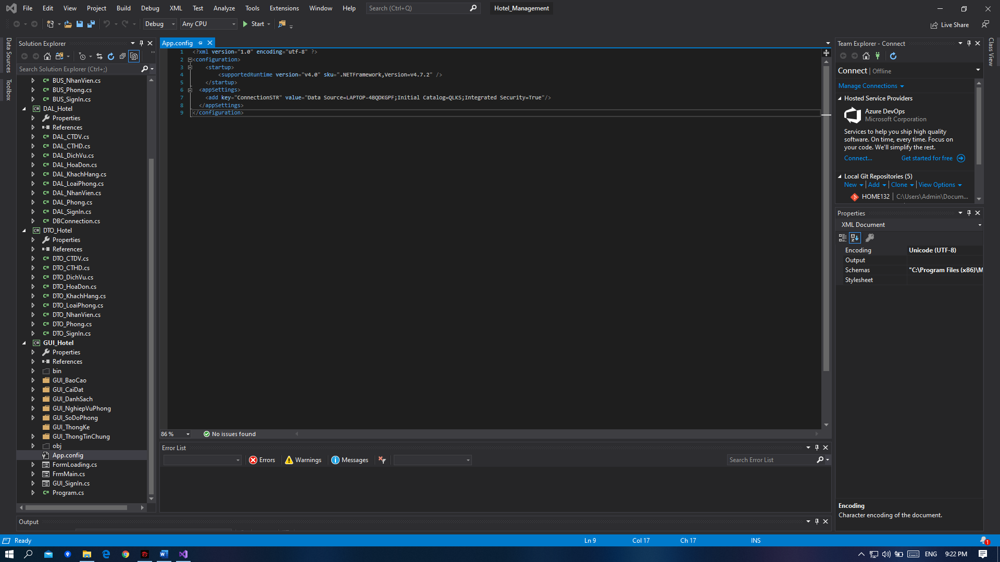 File Edit View Project Build Debug XML Test Analyze Tools Extensions Window Help Search (Ctrl+Q) Hotel_Management
Debug Any CPU Start Live Share
Data Sources
Toolbox
Solution Explorer
Search Solution Explorer (Ctrl+;)
BUS_NhanVien.cs
BUS_Phong.cs
BUS_SignIn.cs
DAL_Hotel
Properties
References
DAL_CTDV.cs
DAL_CTHD.cs
DAL_DichVu.cs
DAL_HoaDon.cs
DAL_KhachHang.cs
DAL_LoaiPhong.cs
DAL_NhanVien.cs
DAL_Phong.cs
DAL_SignIn.cs
DBConnection.cs
DTO_Hotel
Properties
References
DTO_CTDV.cs
DTO_CTHD.cs
DTO_DichVu.cs
DTO_HoaDon.cs
DTO_KhachHang.cs
DTO_LoaiPhong.cs
DTO_NhanVien.cs
DTO_Phong.cs
DTO_SignIn.cs
GUI_Hotel
Properties
References
bin
GUI_BaoCao
GUI_CaiDat
GUI_DanhSach
GUI_NghiepVuPhong
GUI_SoDoPhong
GUI_ThongKe
GUI_ThongTinChung
obj
App.config
FormLoading.cs
FrmMain.cs
GUI_SignIn.cs
Program.cs
App.config
1 <?xml version="1.0" encoding="utf-8" ?>
2 <configuration>
3 <startup>
4 <supportedRuntime version="v4.0" sku=".NETFramework,Version=v4.7.2" />
5 </startup>
6 <appSettings>
7 <add key="ConnectionSTR" value="Data Source=LAPTOP-4BQDKGPF;Initial Catalog=QLKS;Integrated Security=True"/>
8 </appSettings>
9 </configuration>
86 % No issues found
Error List
Errors Warnings Messages Search Error List
Output
Team Explorer - Connect
Connect | Offline
Manage Connections
Hosted Service Providers
Azure DevOps
Microsoft Corporation
Services to help you ship high quality
software. On time, every time. Focus on
your code. We'll simplify the rest.
Connect... Get started for free
Local Git Repositories (5)
New Add Clone View Options
HOME132 C:\Users\Admin\Docum...
Properties
XML Document
Encoding Unicode (UTF-8)
Output
Schemas "C:\Program Files (x86)\M
Stylesheet
Encoding
Character encoding of the document.
Class View
Ready Ln 9 Col 17 Ch 17 INS 1
ENG 9:22 PM